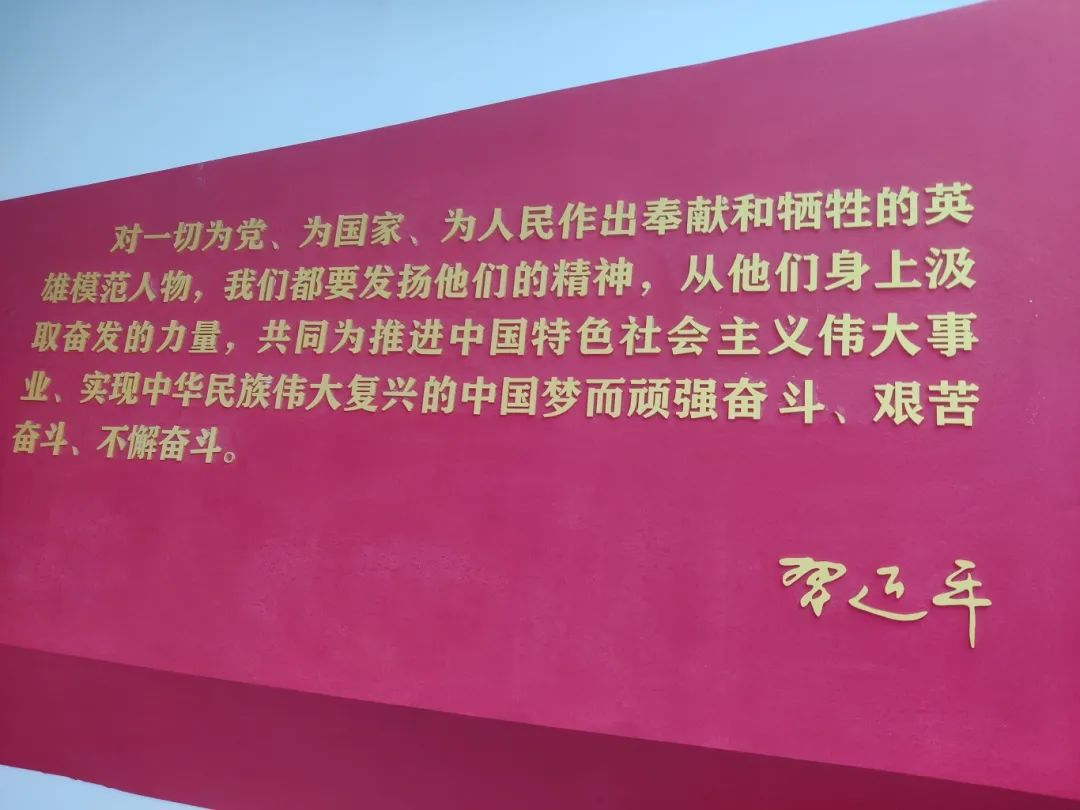 对一切为党、为国家、为人民作出奉献和牺牲的英
雄模范人物，我们都要发扬他们的精神，从他们身上汲
取奋发的力量，共同为推进中国特色社会主义伟大事
业、实现中华民族伟大复兴的中国梦而顽强奋斗、艰苦
奋斗、不懈奋斗。
习近平